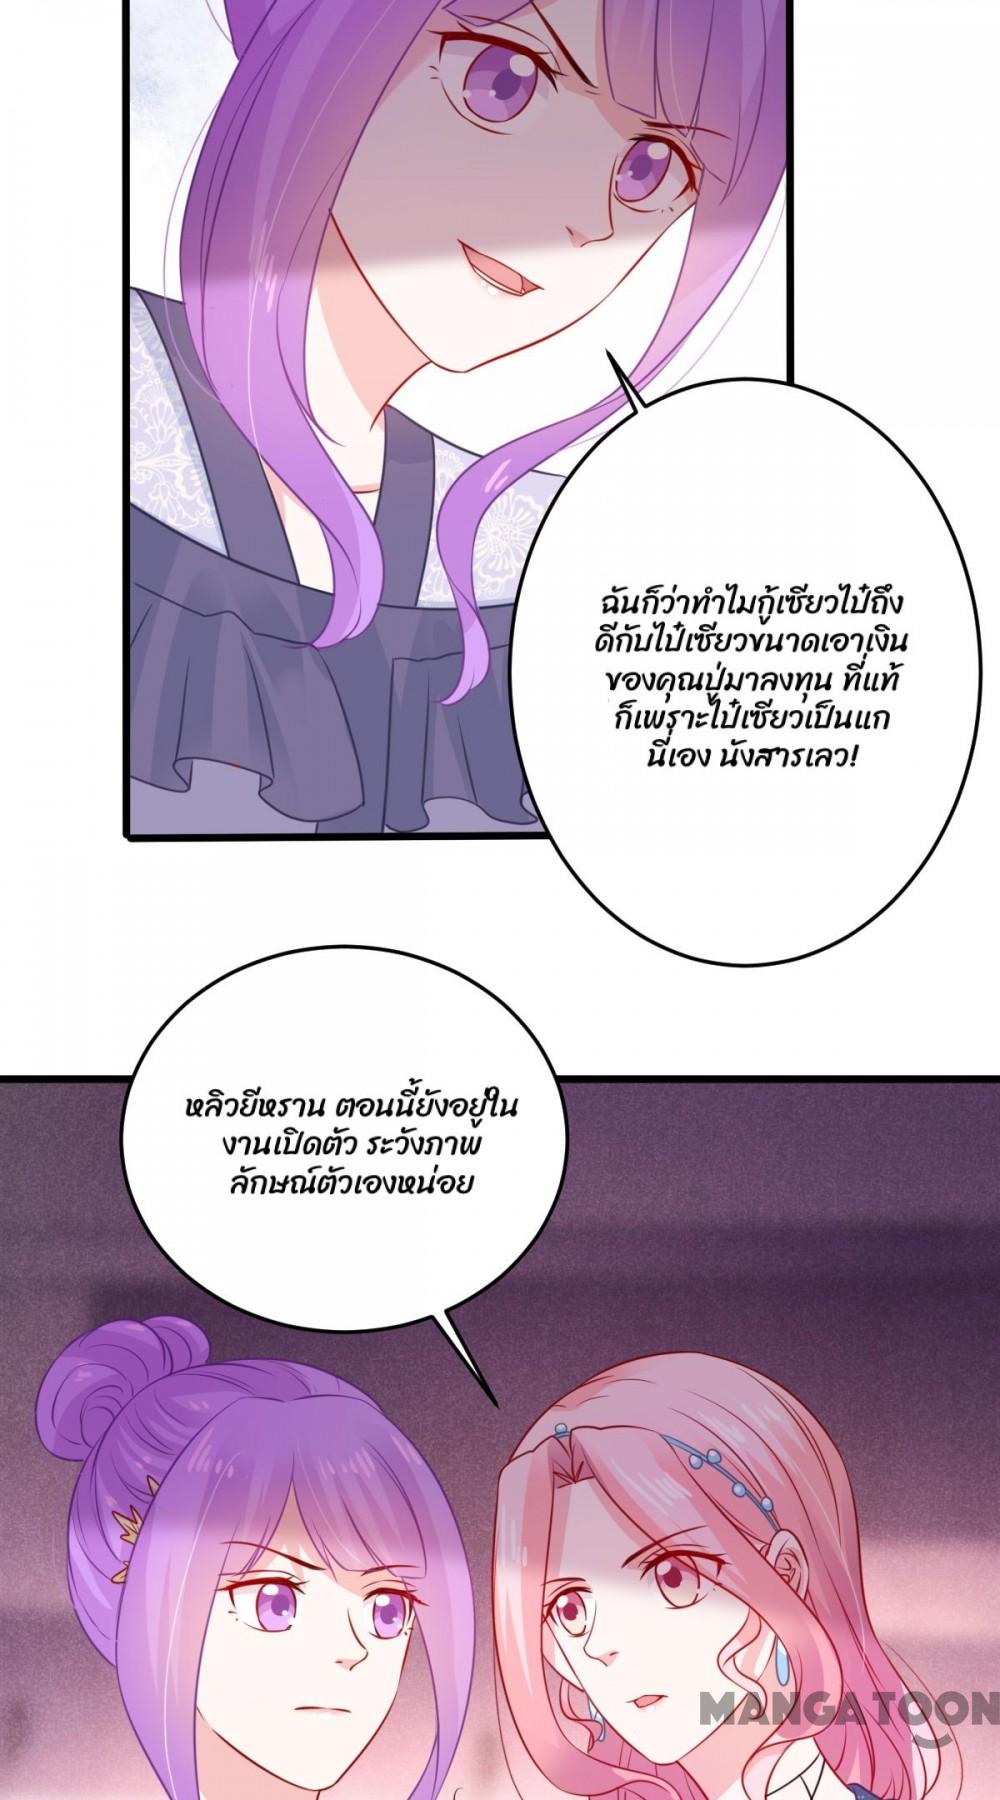 ฉันก็ว่าทำไมกู้เซียวไป๋ถึง
ดีกับไป๋เซียวขนาดเอาเงิน
ของคุณปู่มาลงทุน ที่แท้
ก็เพราะไป๋เซียวเป็นแก
นี่เอง นังสารเลว!
หลิวยีหราน ตอนนี้ยังอยู่ใน
งานเปิดตัว ระวังภาพ
ลักษณ์ตัวเองหน่อย
MANGATOON